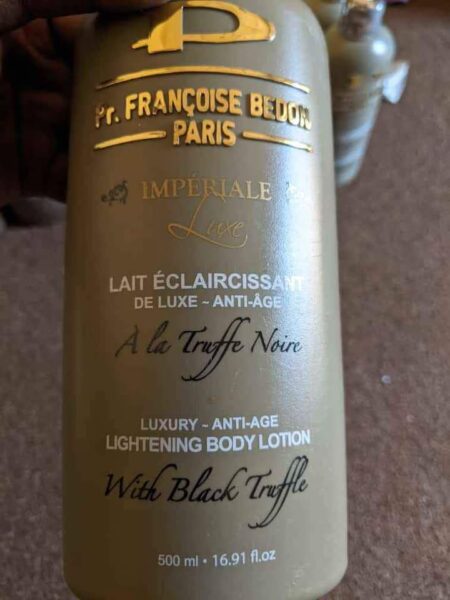 Pr. FRANÇOISE BEDON
PARIS
IMPÉRIALE
Luxe
LAIT ÉCLAIRCISSANT
DE LUXE ~ ANTI-ÂGE
À la Truffe Noire
LUXURY ~ ANTI-AGE
LIGHTENING BODY LOTION
With Black Truffle
500 ml • 16.91 fl.oz